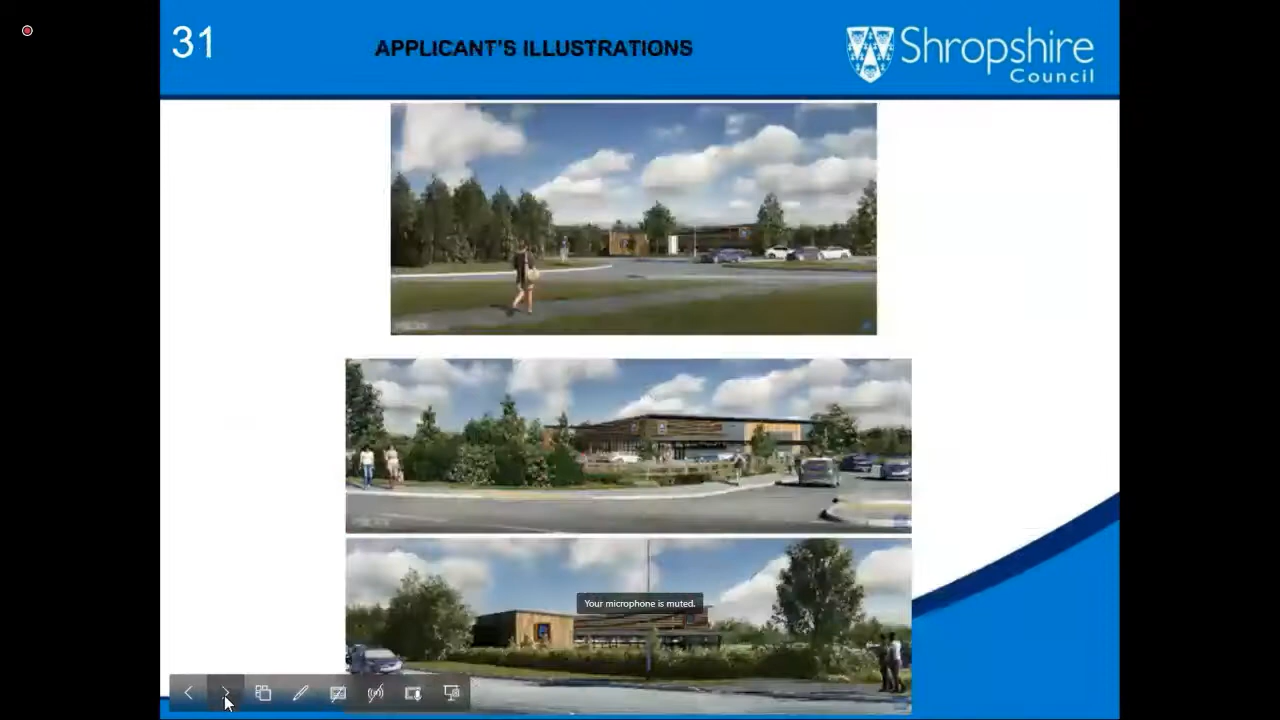 31
APPLICANT'S ILLUSTRATIONS
Shropshire
Council
Your microphone is muted.